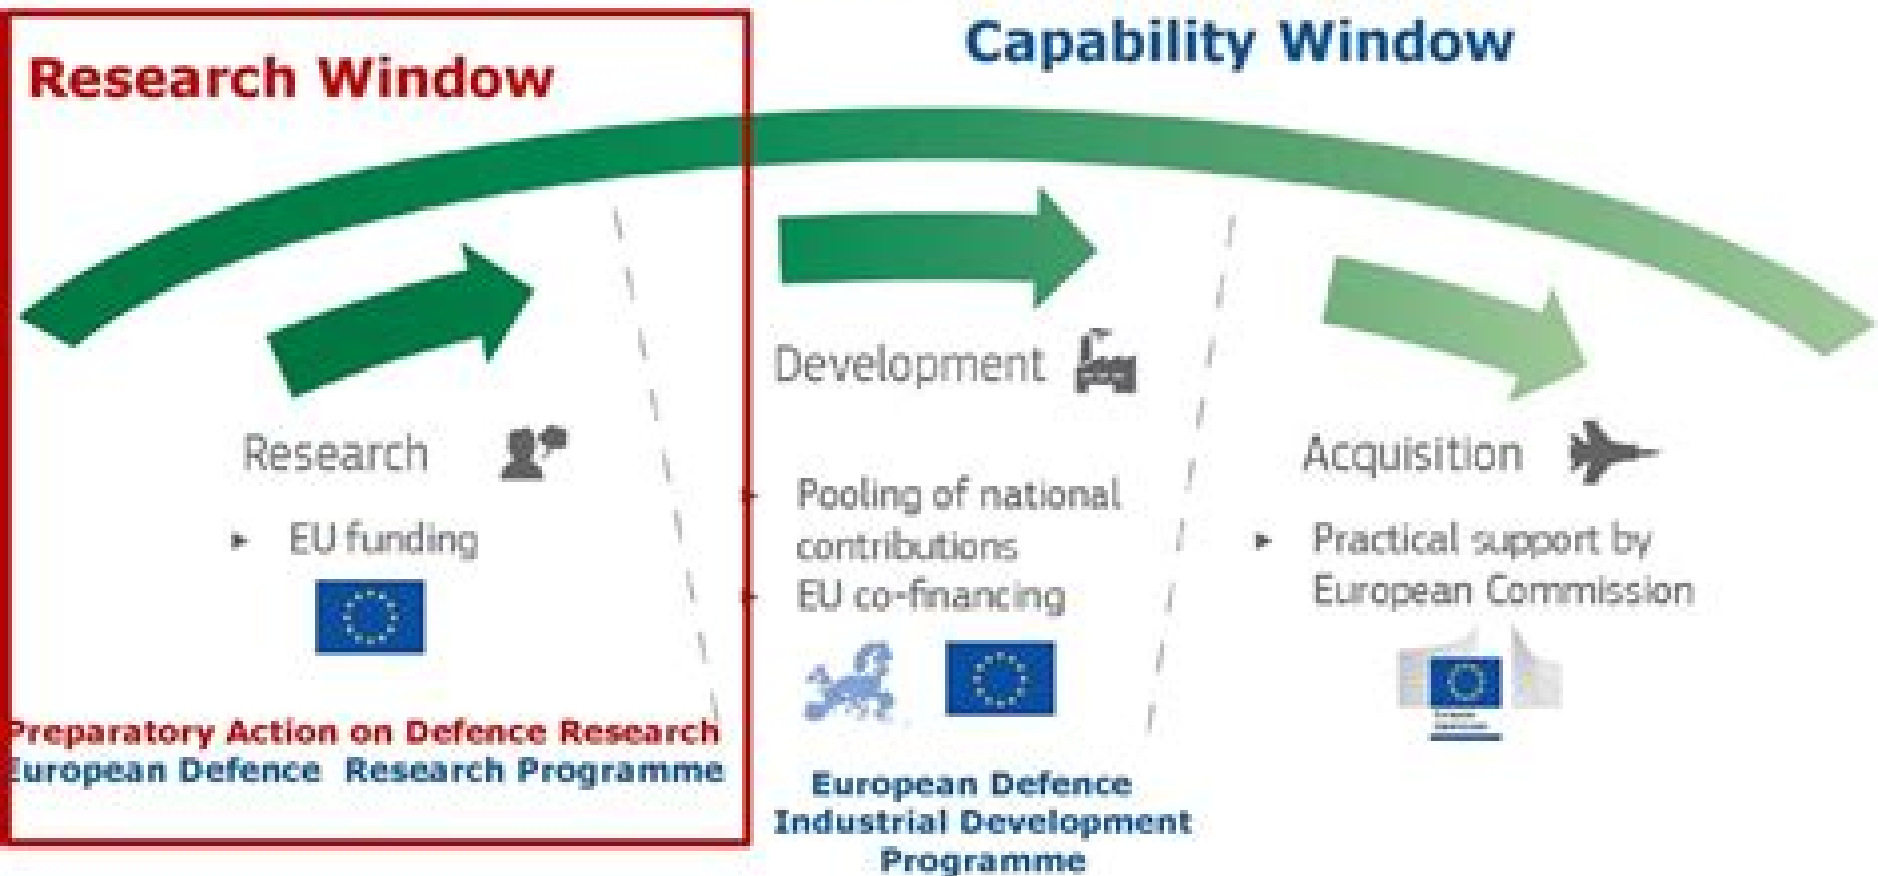 Research Window
Capability Window
Research
EU funding
Preparatory Action on Defence Research
European Defence Research Programme
Development
Pooling of national
contributions
EU co-financing
European Defence
Industrial Development
Programme
Acquisition
Practical support by
European Commission